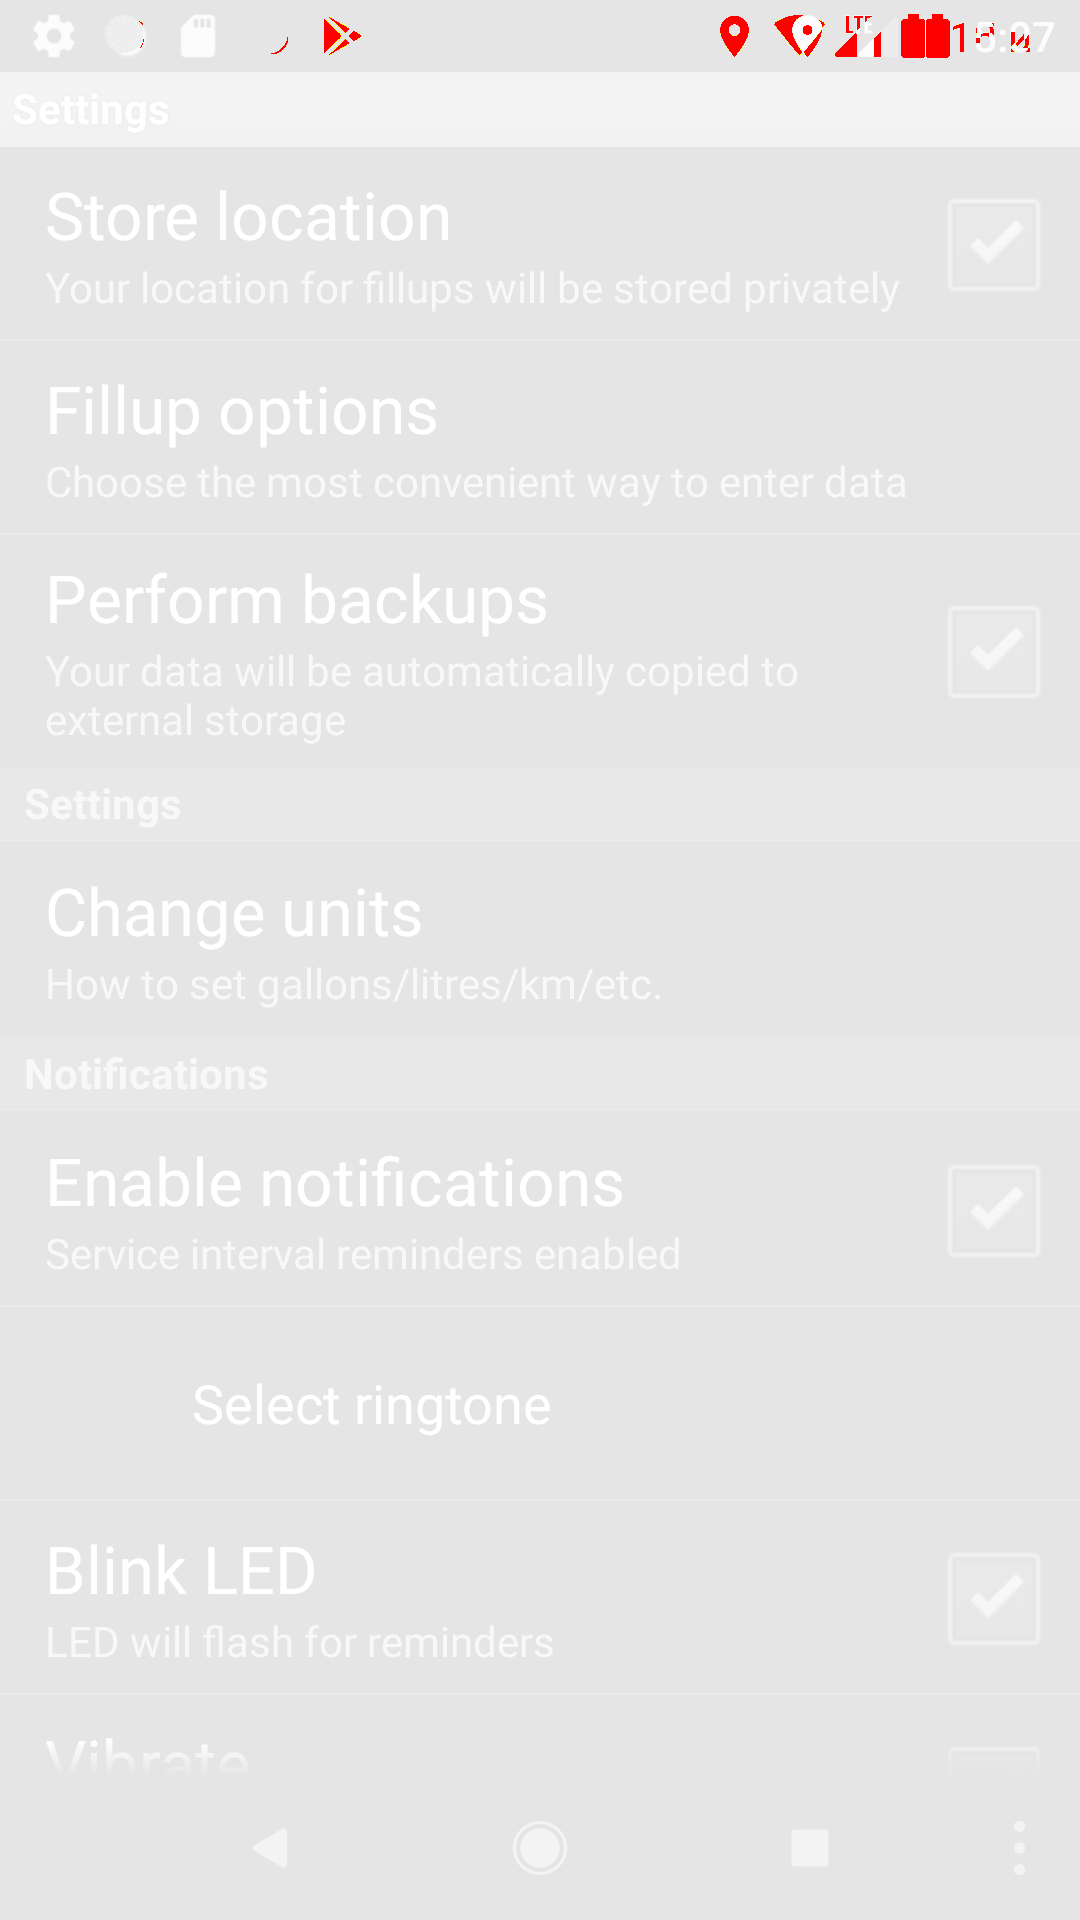 LTE
Settings
Store location
Your location for fillups will be stored privately
Fillup options
Choose the most convenient way to enter data
Perform backups
Your data will be automatically copied to
external storage
Settings
Change units
How to set gallons/litres/km/etc.
Notifications
Enable notifications
Service interval reminders enabled
Select ringtone
Blink LED
LED will flash for reminders
Vibrate